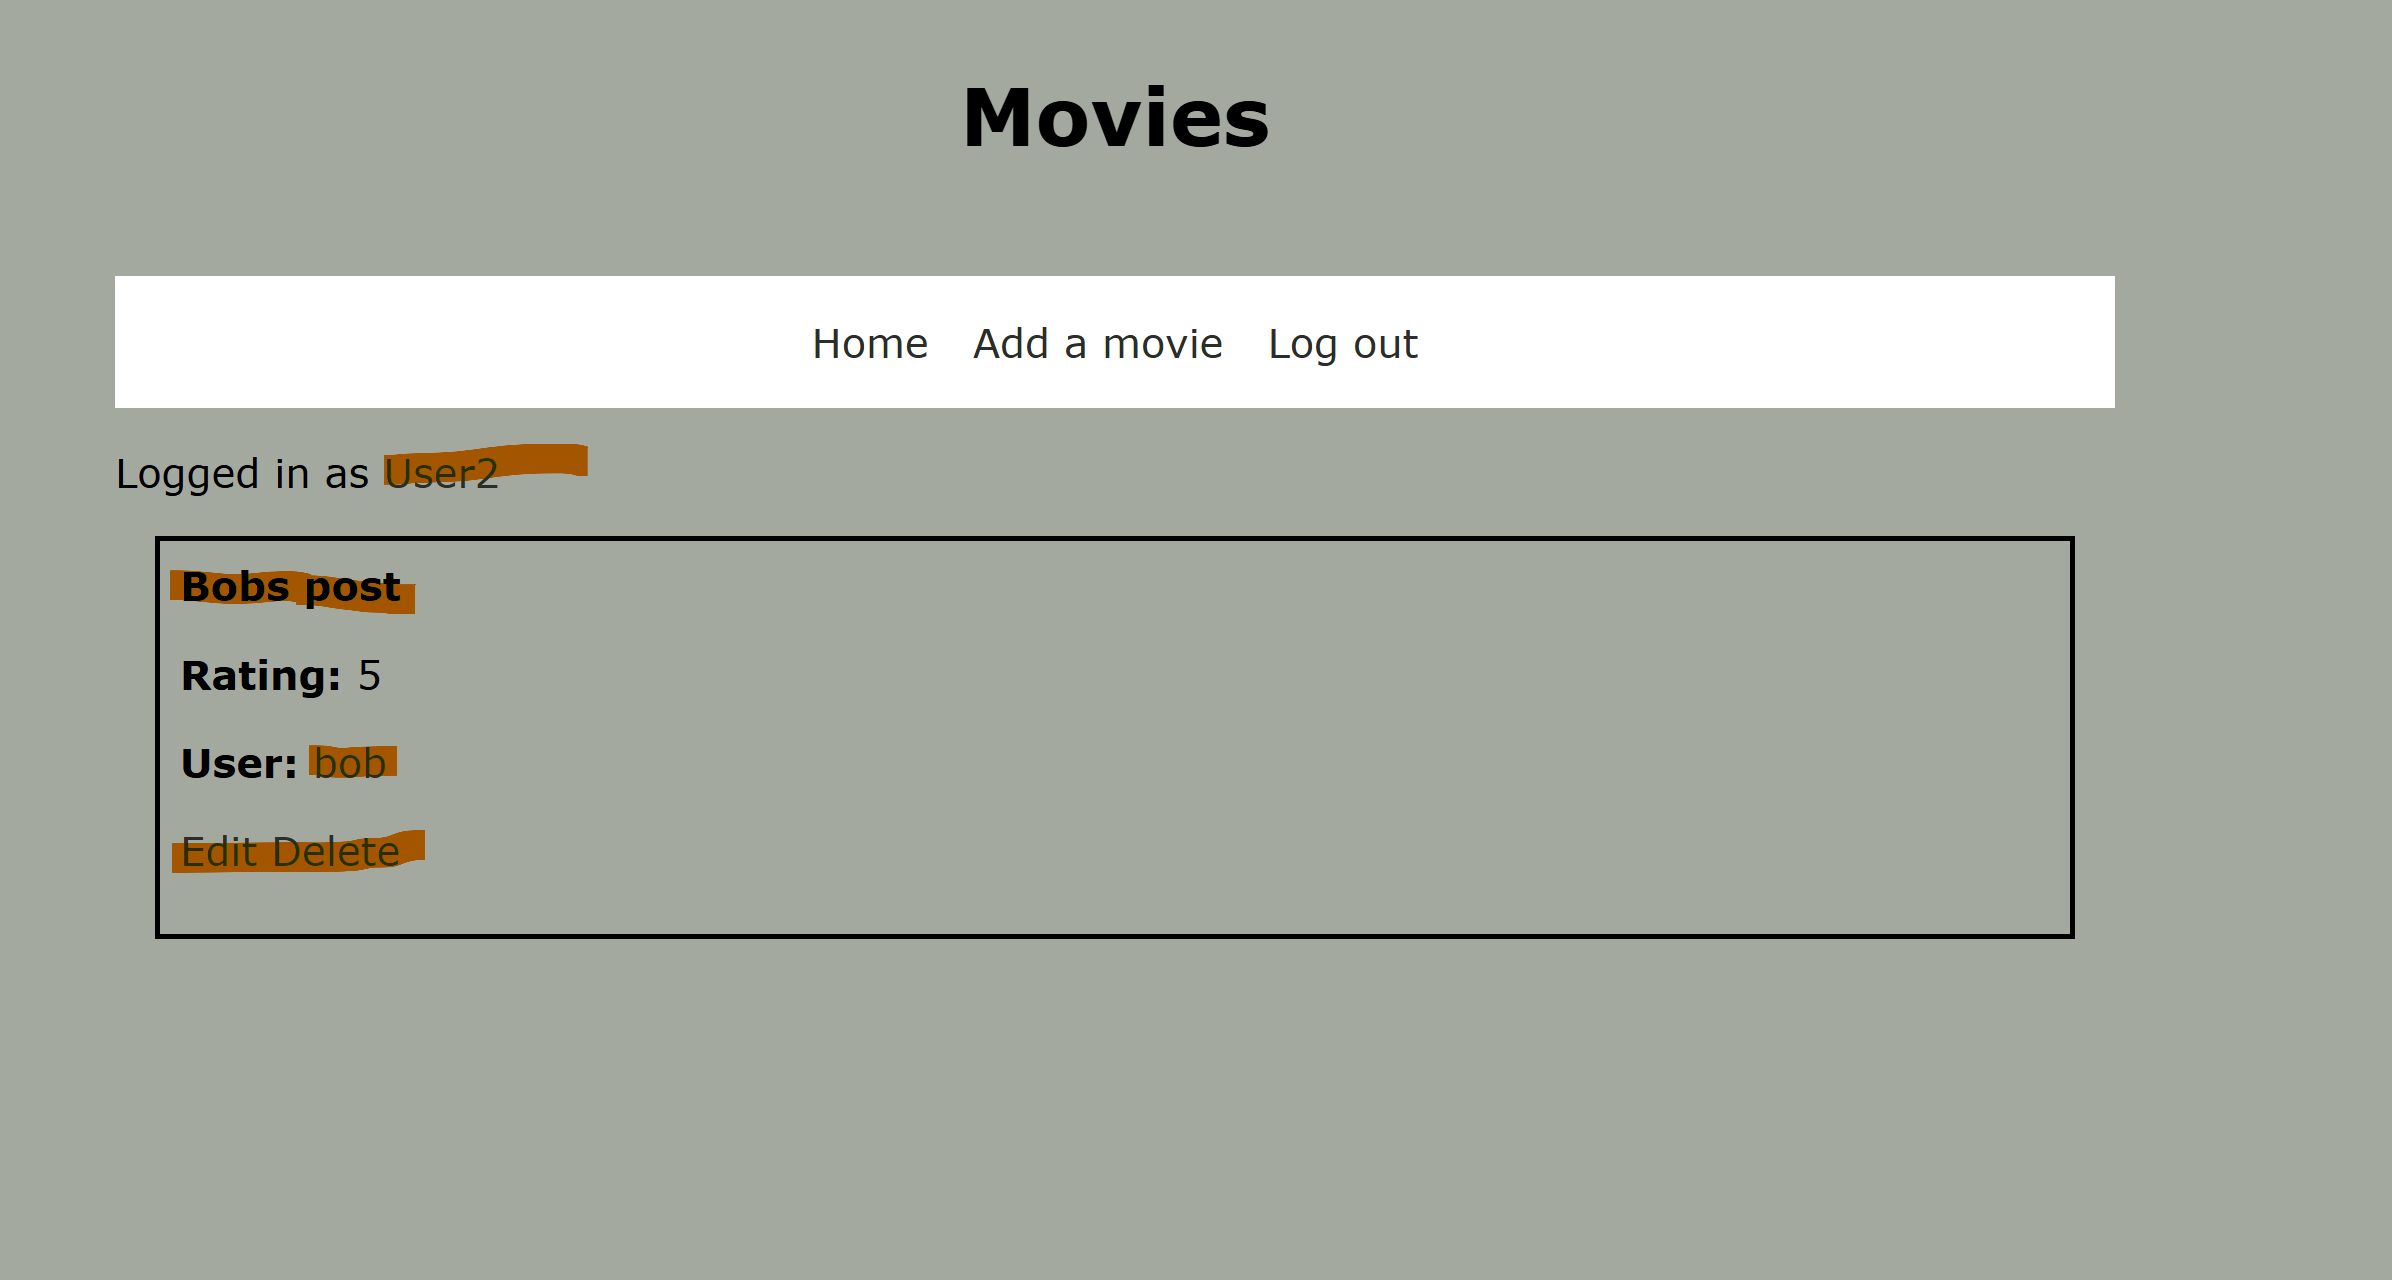 Movies
Home Add a movie Log out
Logged in as User2
Bobs post
Rating: 5
User: bob
Edit Delete